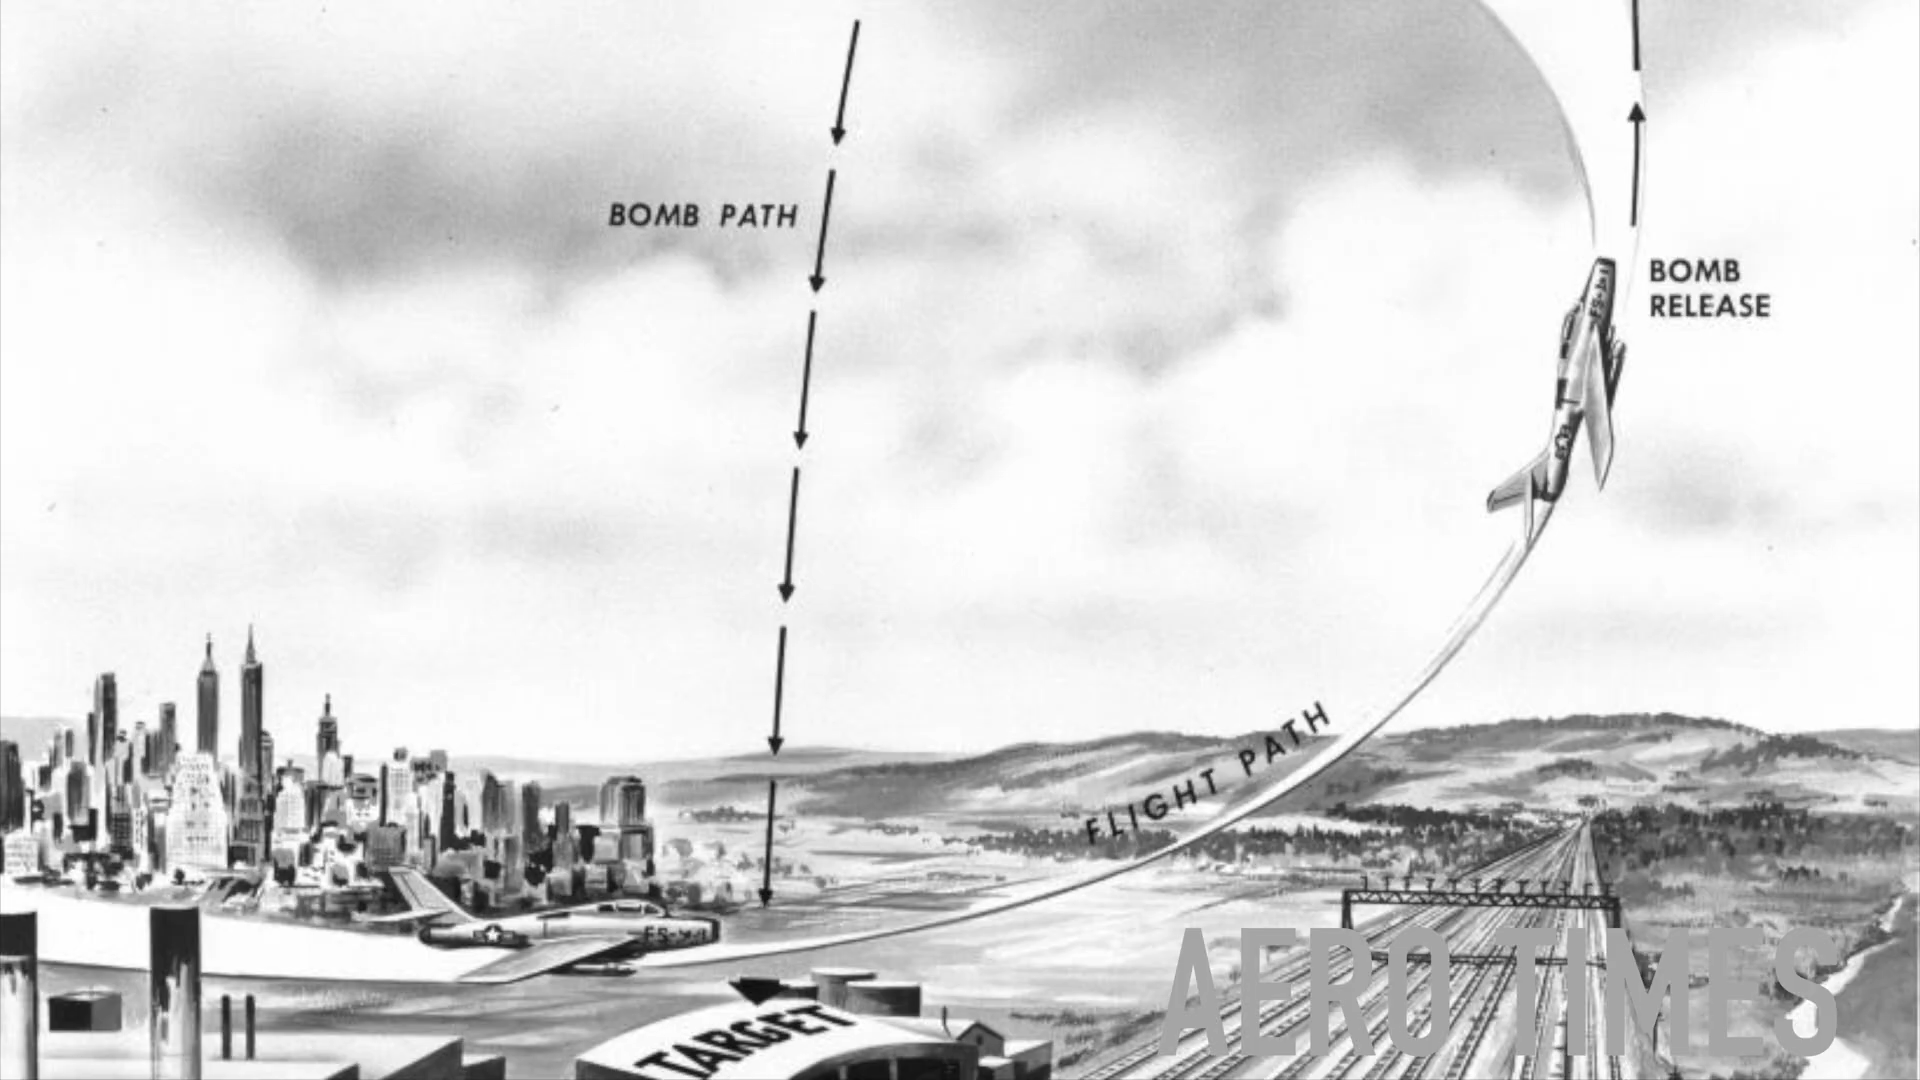 BOMB PATH
BOMB
RELEASE
FLIGHT PATH
TARGET
AERO TIMES